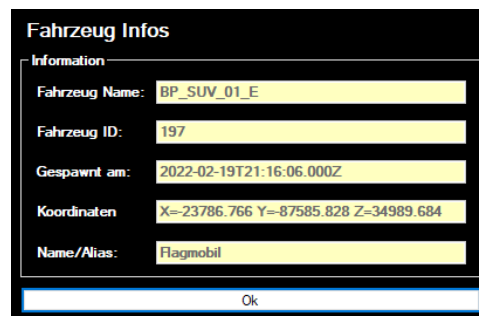 Fahrzeug Infos
Information
Fahrzeug Name: BP_SUV_01_E
Fahrzeug ID: 197
Gespawnt am: 2022-02-19T21:16:06.000Z
Koordinaten X=-23786.766 Y=-87585.828 Z=34989.684
Name/Alias: Flagmobil
Ok